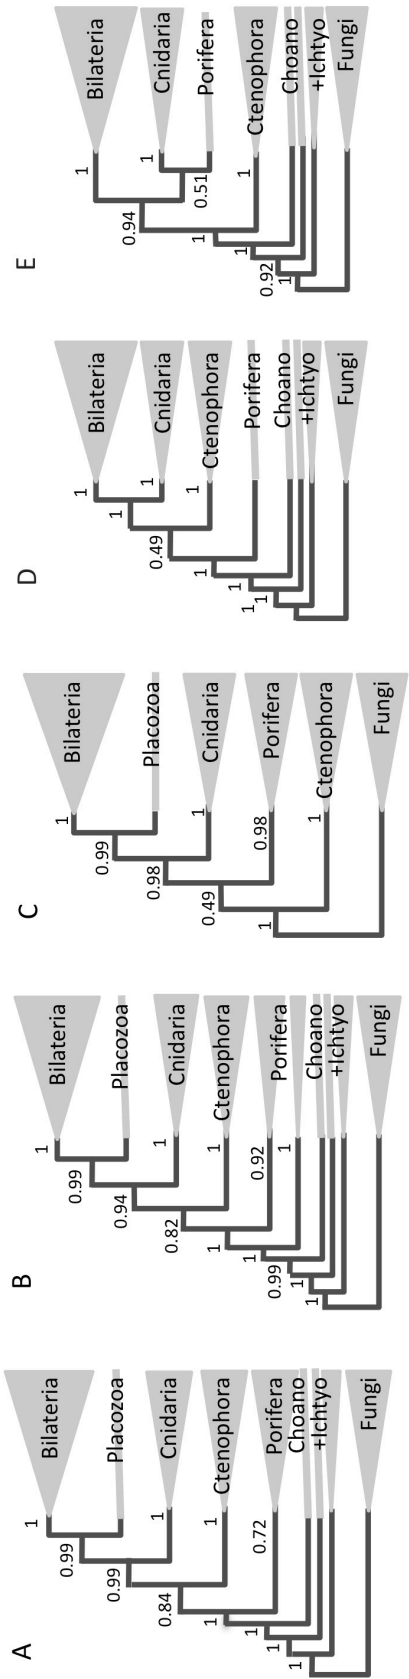 A
Bilateria
Placozoa
Cnidaria
Ctenophora
Porifera
Choano
+Ichtyo
Fungi
1
0.99
0.99
1
0.84
1
0.72
1
1
1
1
B
Bilateria
Placozoa
Cnidaria
Ctenophora
Porifera
Choano
+Ichtyo
Fungi
1
0.99
0.94
1
0.82
1
0.92
1
1
1
0.99
1
1
C
Bilateria
Placozoa
Cnidaria
Porifera
Ctenophora
Fungi
1
0.99
0.98
1
0.49
0.98
1
1
D
Bilateria
Cnidaria
Ctenophora
Porifera
Choano
+Ichtyo
Fungi
1
1
1
0.49
1
1
1
1
1
E
Bilateria
Cnidaria
Porifera
Ctenophora
Choano
+Ichtyo
Fungi
1
0.94
1
0.51
1
1
1
0.92
1